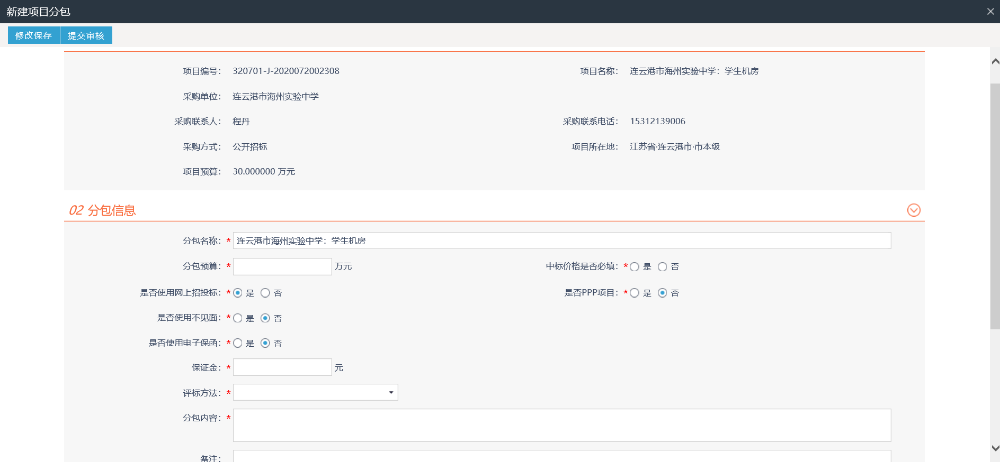 新建项目分包
修改保存 提交审核
项目编号： 320701-J-2020072002308 项目名称： 连云港市海州实验中学：学生机房
采购单位： 连云港市海州实验中学
采购联系人： 程丹 采购联系电话： 15312139006
采购方式： 公开招标 项目所在地： 江苏省·连云港市·市本级
项目预算： 30.000000 万元
02 分包信息
分包名称：* 连云港市海州实验中学：学生机房
分包预算：* 万元 中标价格是否必填：* 是 否
是否使用网上招投标：* 是 否 是否PPP项目：* 是 否
是否使用不见面：* 是 否
是否使用电子保函：* 是 否
保证金：* 元
评标方法：*
分包内容：*
备注：